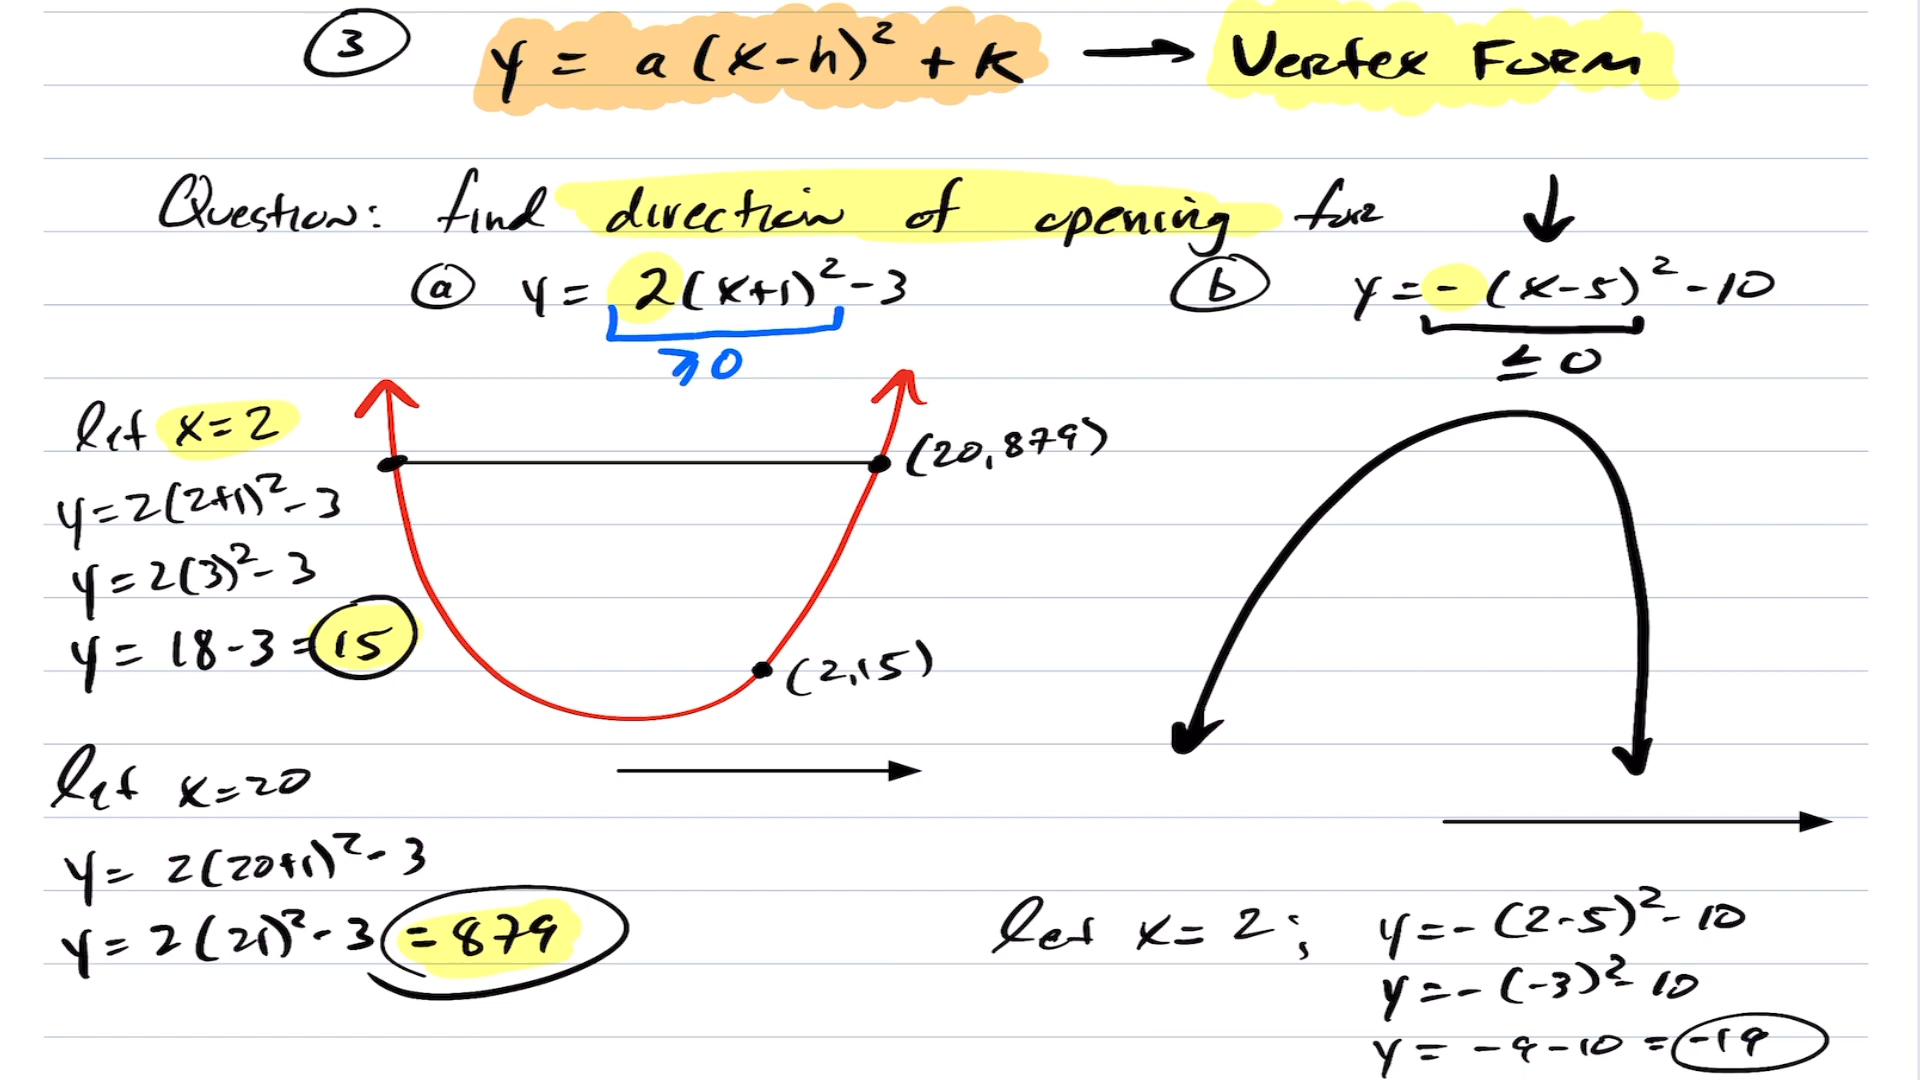 ③ y = a(x-h)² + k → Vertex Form
Question: find direction of opening for
ⓐ y = 2(x+1)² - 3
≥ 0
ⓑ y = - (x-5)² - 10
≤ 0
let x = 2
y = 2(2+1)² - 3
y = 2(3)² - 3
y = 18 - 3 = 15
(20, 879)
(2, 15)
let x = 20
y = 2(20+1)² - 3
y = 2(21)² - 3 = 879
let x = 2; y = - (2-5)² - 10
y = - (-3)² - 10
y = -9 - 10 = -19